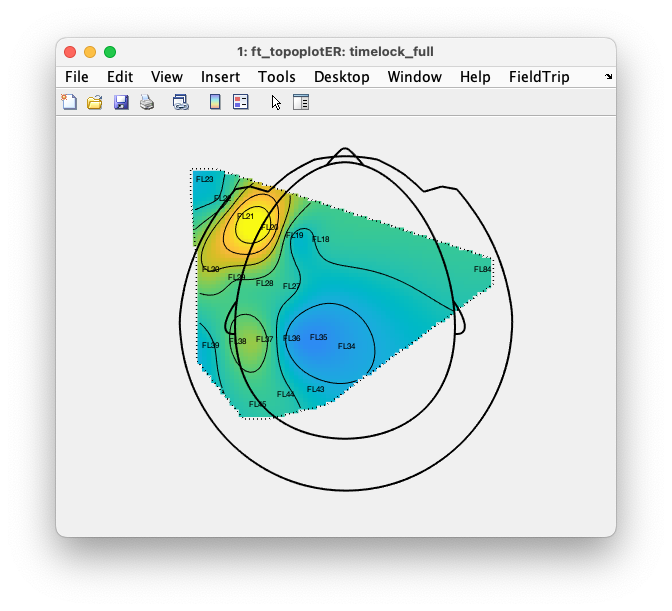 1: ft_topoplotER: timelock_full
File Edit View Insert Tools Desktop Window Help FieldTrip
FL23
FL22
FL21
FL20
FL19 FL18
FL84
FL29
FL28
FL27
FL39 FL38 FL37 FL36 FL35 FL34
FL45 FL44 FL43